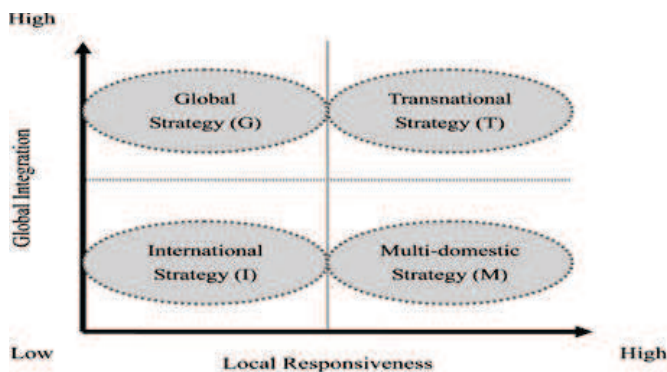 High
Global
Strategy (G)
Transnational
Strategy (T)
Global Integration
International
Strategy (I)
Multi-domestic
Strategy (M)
Low
Local Responsiveness
High